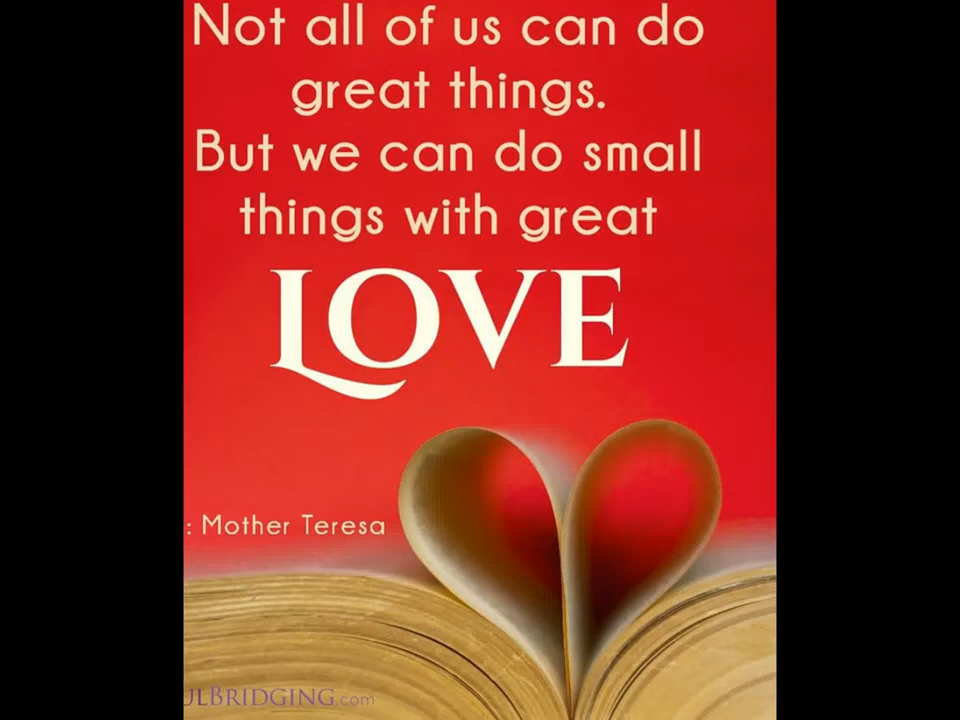 Not all of us can do
great things.
But we can do small
things with great
LOVE
: Mother Teresa
ULBRIDGING.com